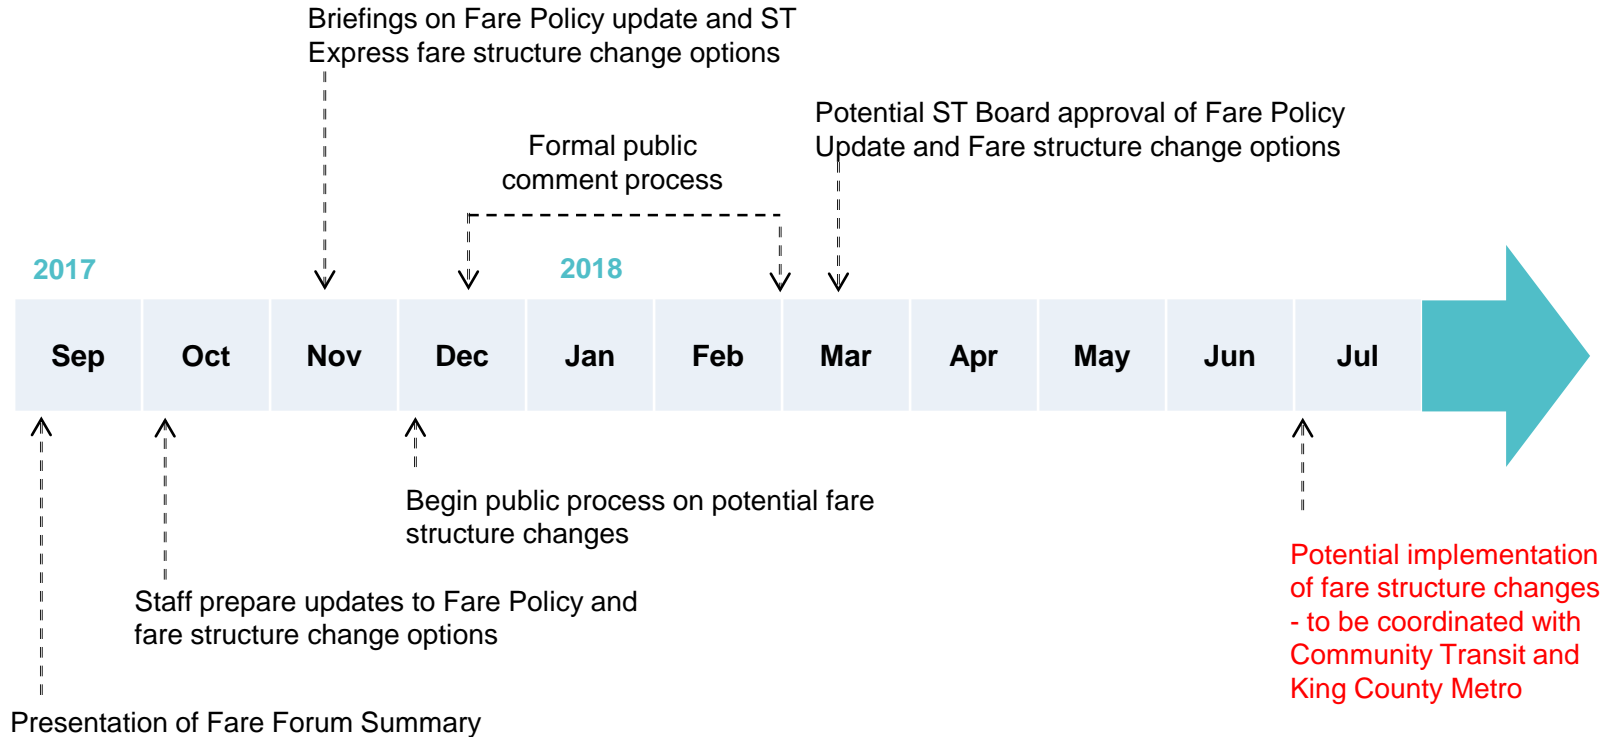 Briefings on Fare Policy update and ST
Express fare structure change options
Potential ST Board approval of Fare Policy
Update and Fare structure change options
Formal public
comment process
2017
2018
Sep
Oct
Nov
Dec
Jan
Feb
Mar
Apr
May
Jun
Jul
Begin public process on potential fare
structure changes
Staff prepare updates to Fare Policy and
fare structure change options
Presentation of Fare Forum Summary
Potential implementation
of fare structure changes
- to be coordinated with
Community Transit and
King County Metro